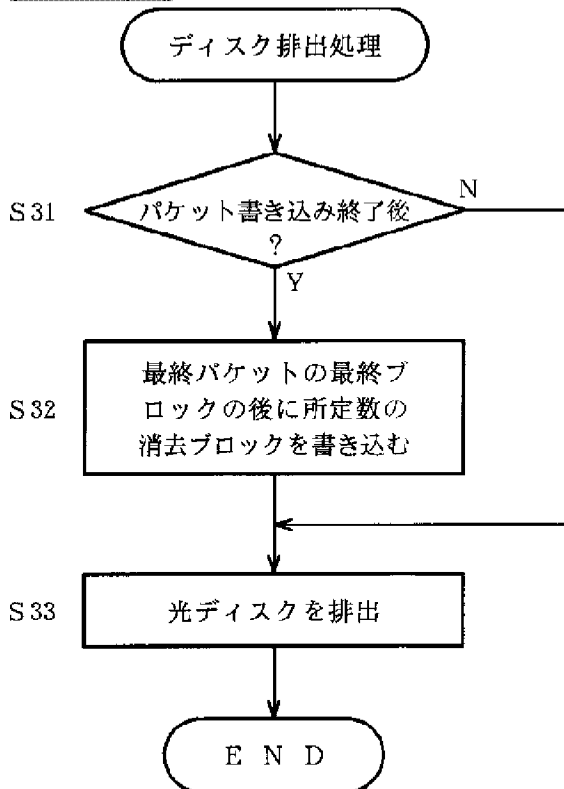 ディスク排出処理
S31
パケット書き込み終了後
?
N
Y
S32
最終パケットの最終ブ
ロックの後に所定数の
消去ブロックを書き込む
S33
光ディスクを排出
E N D